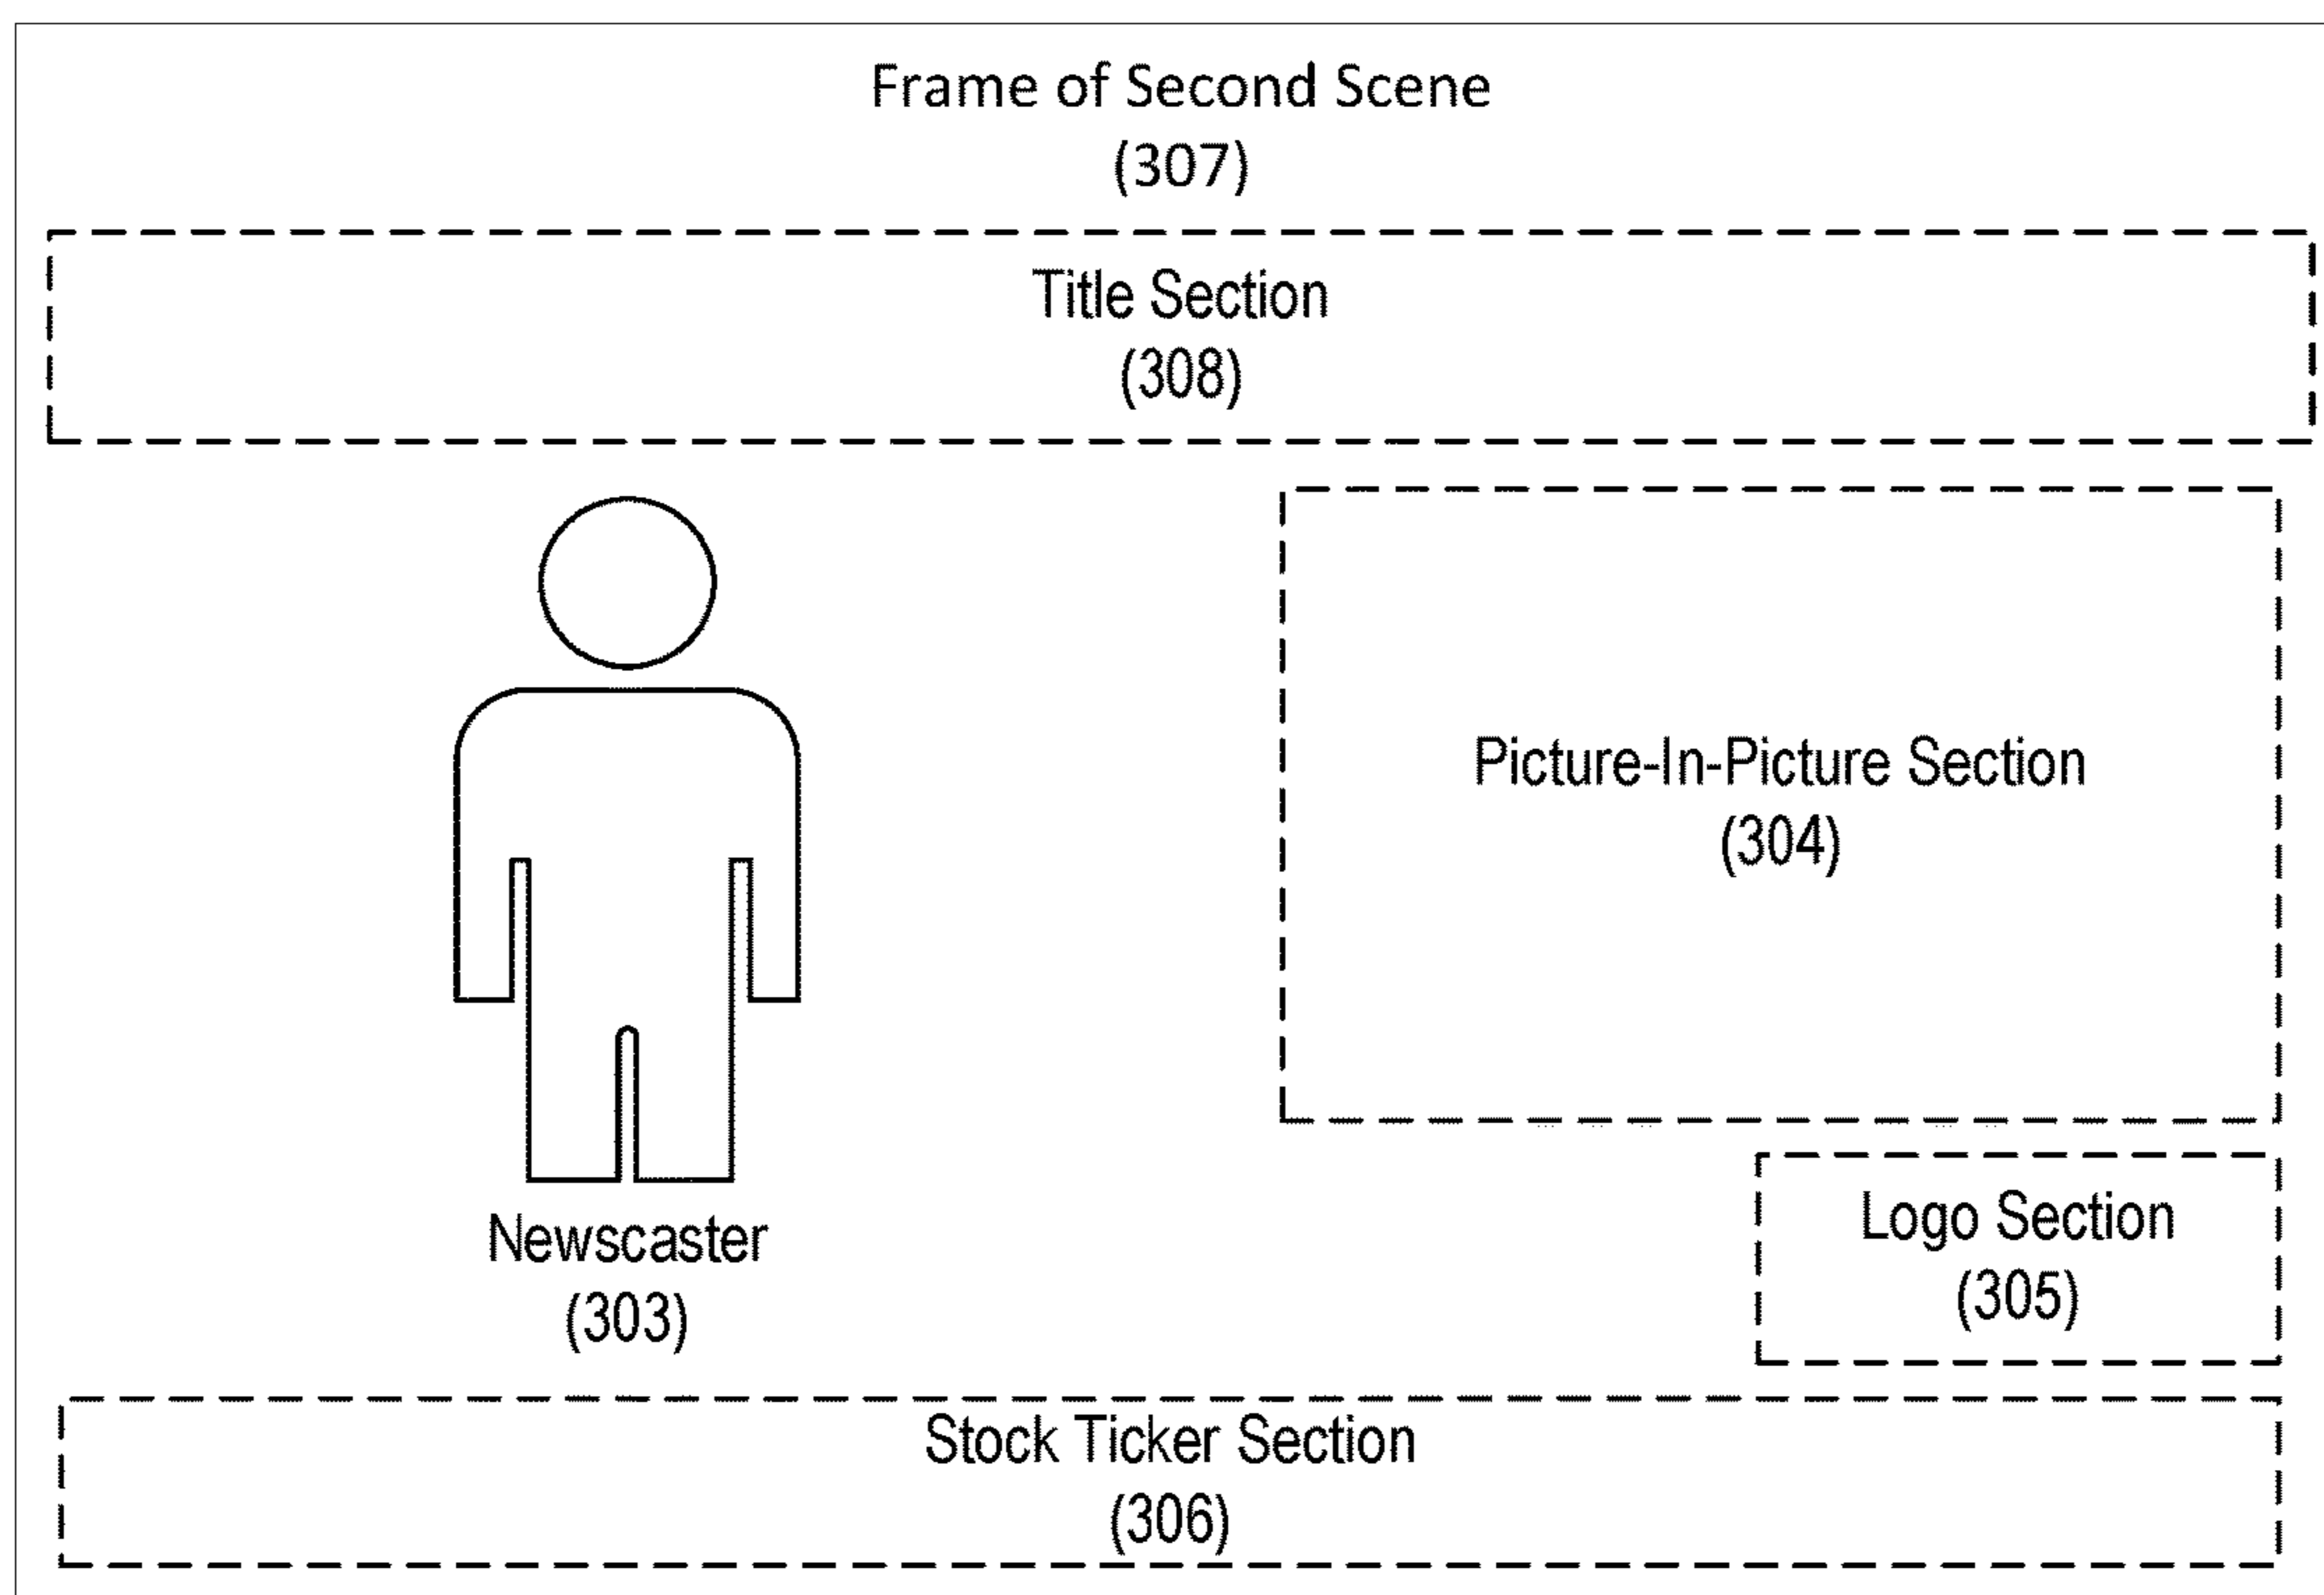 Frame of Second Scene
(307)
Title Section
(308)
Picture-In-Picture Section
(304)
Newscaster
(303)
Logo Section
(305)
Stock Ticker Section
(306)